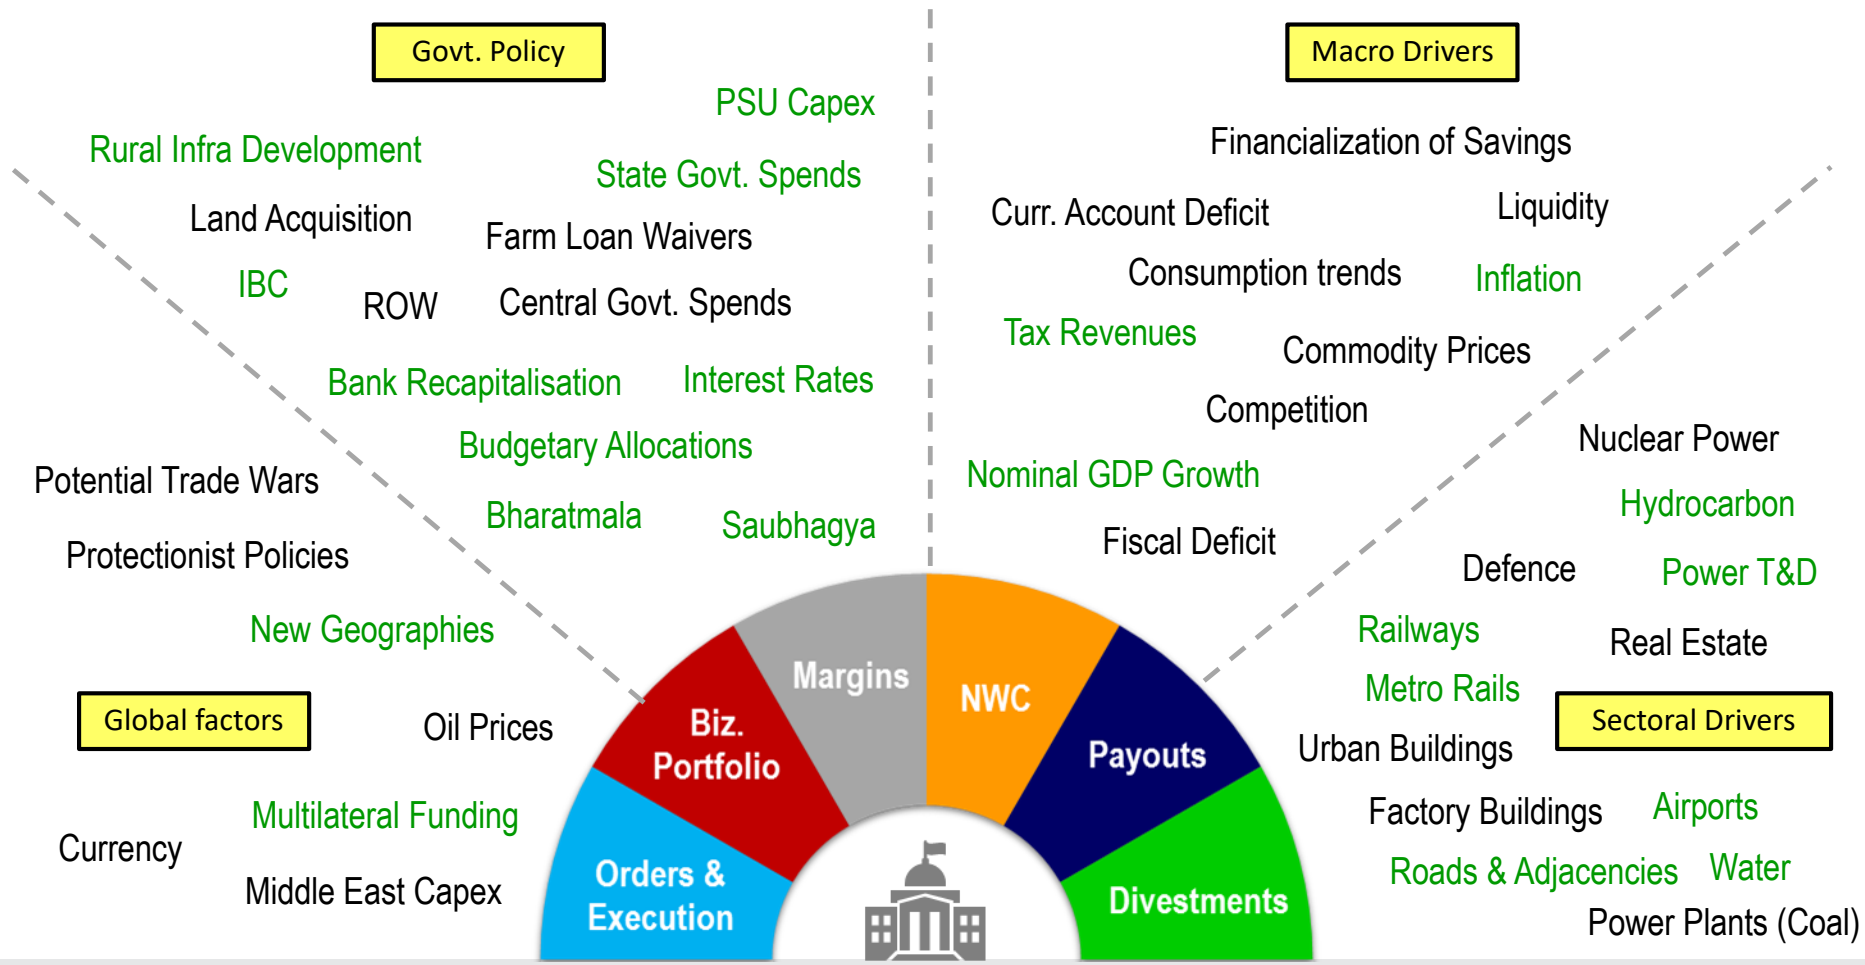 Govt. Policy
PSU Capex
Rural Infra Development
State Govt. Spends
Land Acquisition
Farm Loan Waivers
IBC
ROW
Central Govt. Spends
Bank Recapitalisation
Interest Rates
Budgetary Allocations
Bharatmala
Saubhagya
Macro Drivers
Financialization of Savings
Curr. Account Deficit
Liquidity
Consumption trends
Inflation
Tax Revenues
Commodity Prices
Competition
Nominal GDP Growth
Fiscal Deficit
Potential Trade Wars
Protectionist Policies
New Geographies
Global factors
Oil Prices
Multilateral Funding
Currency
Middle East Capex
Orders &
Execution
Biz.
Portfolio
Margins
NWC
Payouts
Divestments
Nuclear Power
Hydrocarbon
Defence
Power T&D
Railways
Real Estate
Metro Rails
Sectoral Drivers
Urban Buildings
Factory Buildings
Airports
Roads & Adjacencies
Water
Power Plants (Coal)